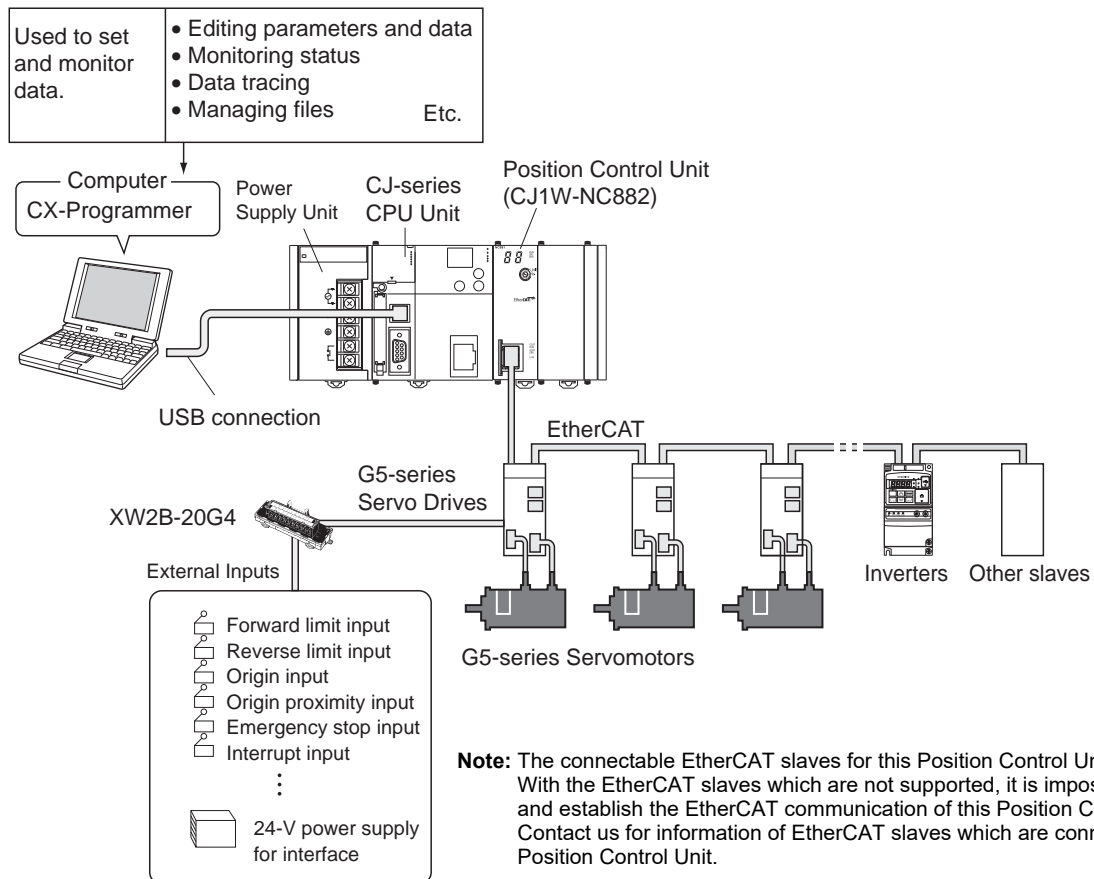 Used to set
and monitor
data.
• Editing parameters and data
• Monitoring status
• Data tracing
• Managing files Etc.
Computer
CX-Programmer
Power
Supply Unit
CJ-series
CPU Unit
Position Control Unit
(CJ1W-NC882)
EtherCAT
USB connection
EtherCAT
G5-series
Servo Drives
XW2B-20G4
External Inputs
Inverters
Other slaves
Forward limit input
Reverse limit input
Origin input
Origin proximity input
Emergency stop input
Interrupt input
24-V power supply
for interface
G5-series Servomotors
Note: The connectable EtherCAT slaves for this Position Control
With the EtherCAT slaves which are not supported, it is
and establish the EtherCAT communication of this Position
Contact us for information of EtherCAT slaves which are
Position Control Unit.